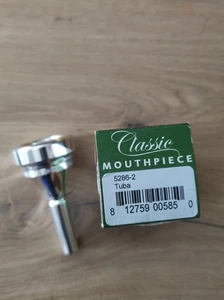 Classic
MOUTHPIECE
5286-2
Tuba
8 12759 00585 0